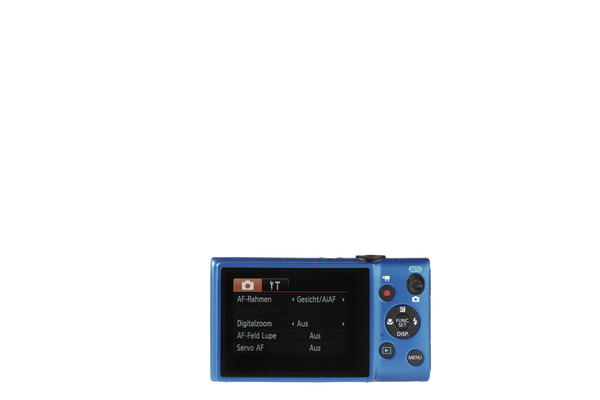 AF-Rahmen Gesicht/AiAF
Digitalzoom Aus
AF-Feld Lupe Aus
Servo AF Aus
FUNC.
SET
DISP.
MENU